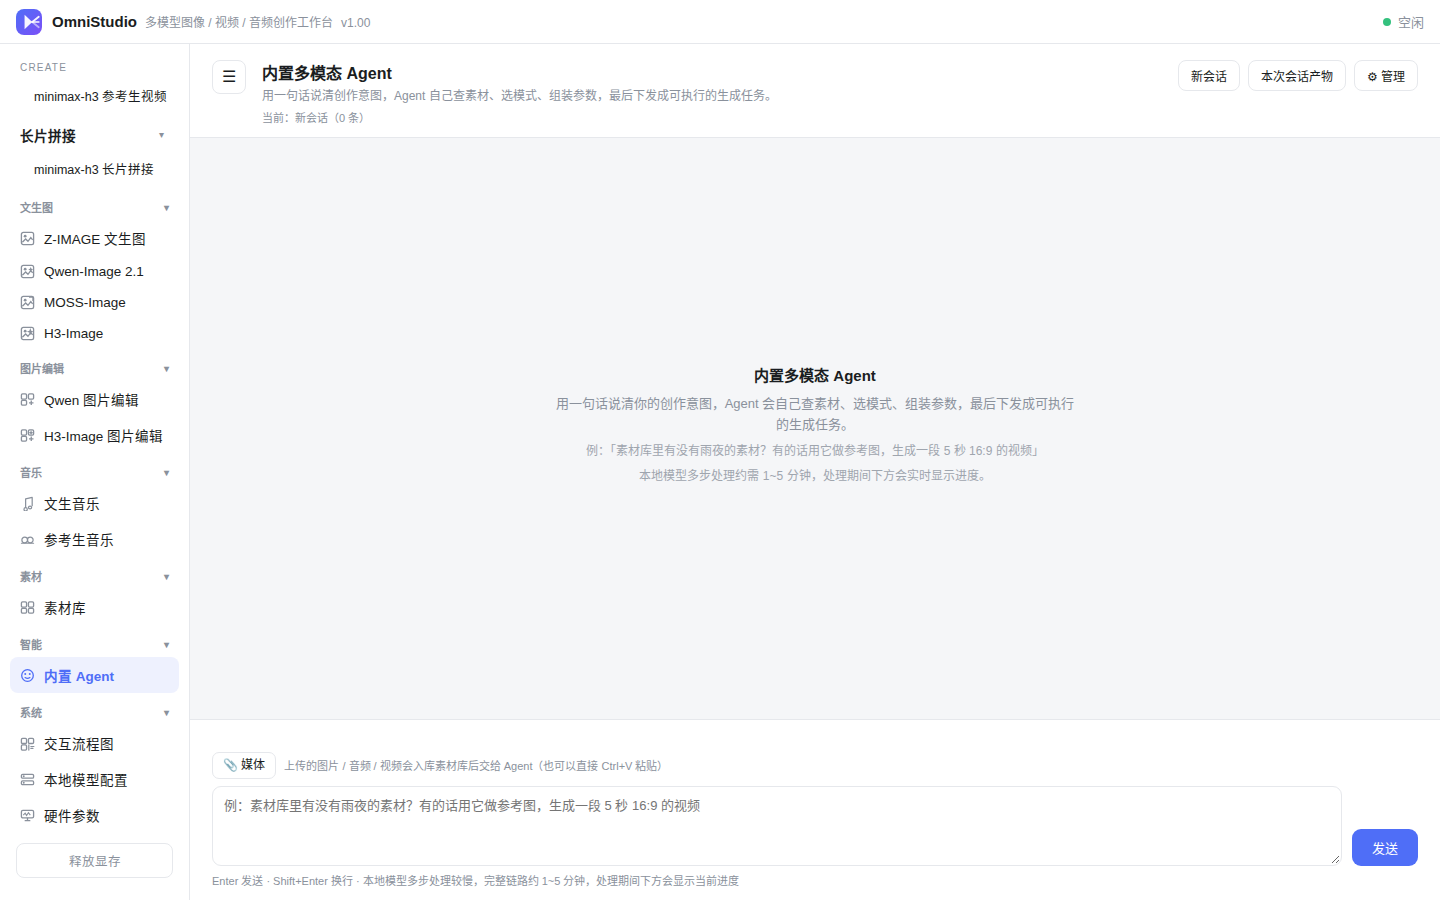 OmniStudio 多模型图像 / 视频 / 音频创作工作台 v1.00
空闲
CREATE
minimax-h3 参考生视频
长片拼接
minimax-h3 长片拼接
文生图
Z-IMAGE 文生图
Qwen-Image 2.1
MOSS-Image
H3-Image
图片编辑
Qwen 图片编辑
H3-Image 图片编辑
音乐
文生音乐
参考生音乐
素材
素材库
智能
内置 Agent
系统
交互流程图
本地模型配置
硬件参数
释放显存
内置多模态 Agent
用一句话说清创作意图，Agent 自己查素材、选模式、组装参数，最后下发成可执行的生成任务。
当前：新会话（0 条）
新会话
本次会话产物
⚙ 管理
内置多模态 Agent
用一句话说清你的创作意图，Agent 会自己查素材、选模式、组装参数，最后下发成可执行
的生成任务。
例：「素材库里有没有雨夜的素材？有的话用它做参考图，生成一段 5 秒 16:9 的视频」
本地模型多步处理约需 1~5 分钟，处理期间下方会实时显示进度。
📎 媒体
上传的图片 / 音频 / 视频会入库素材库后交给 Agent（也可以直接 Ctrl+V 粘贴）
例：素材库里有没有雨夜的素材？有的话用它做参考图，生成一段 5 秒 16:9 的视频
发送
Enter 发送 · Shift+Enter 换行 · 本地模型多步处理较慢，完整链路约 1~5 分钟，处理期间下方会显示当前进度